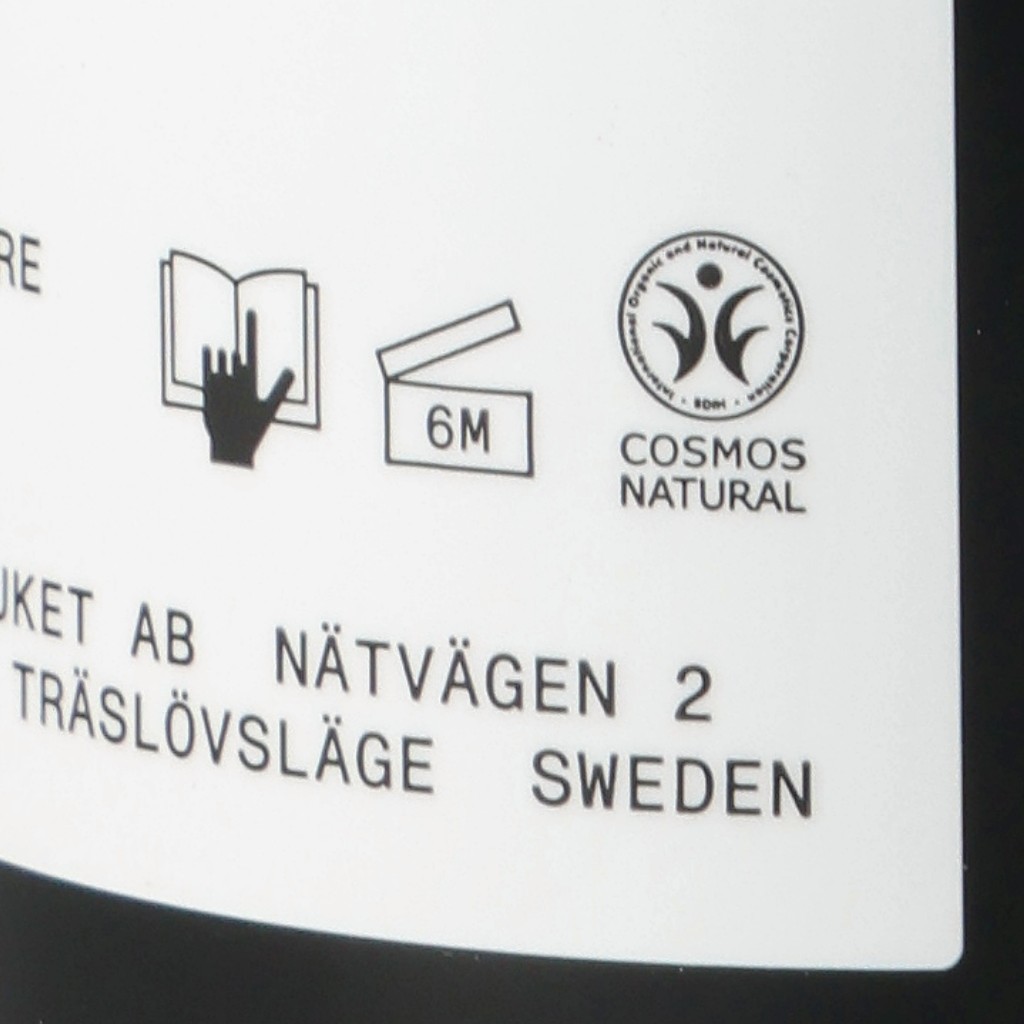 RE
International Organic and Natural Cosmetics Corporation
· BDIH ·
6M
COSMOS
NATURAL
UKET AB NÄTVÄGEN 2
TRÄSLÖVSLÄGE SWEDEN